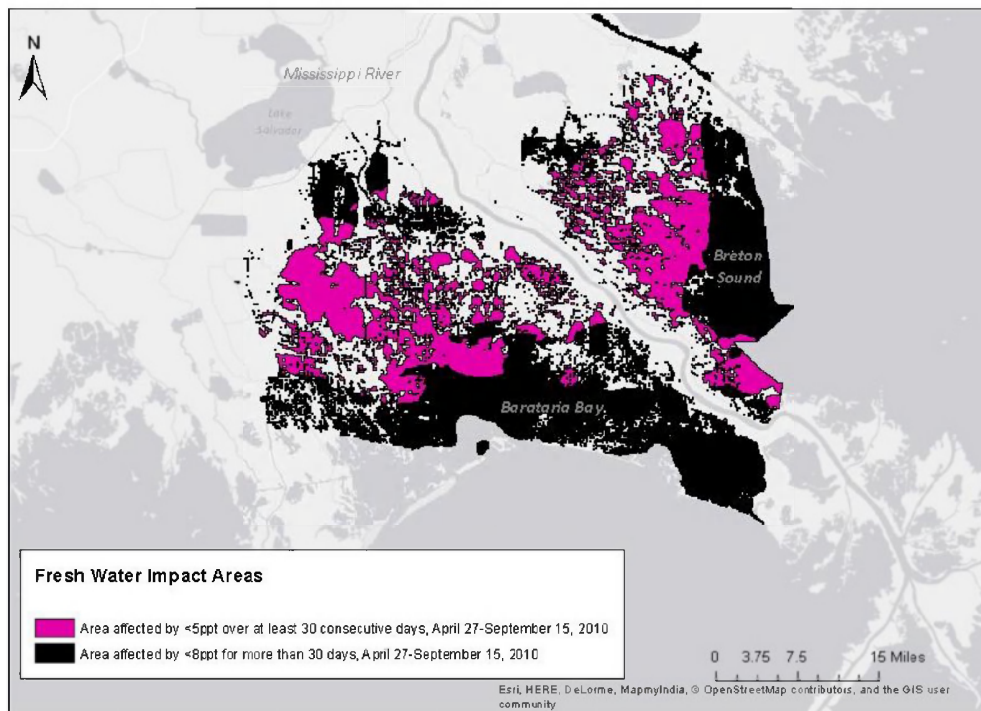 N
Mississippi River
Lake
Salvador
Breton
Sound
Barataria Bay
Fresh Water Impact Areas
Area affected by <5ppt over at least 30 consecutive days, April 27-September 15, 2010
Area affected by <8ppt for more than 30 days, April 27-September 15, 2010
0 3.75 7.5 15 Miles
Esri, HERE, DeLorme, MapmyIndia, © OpenStreetMap contributors, and the GIS user
community